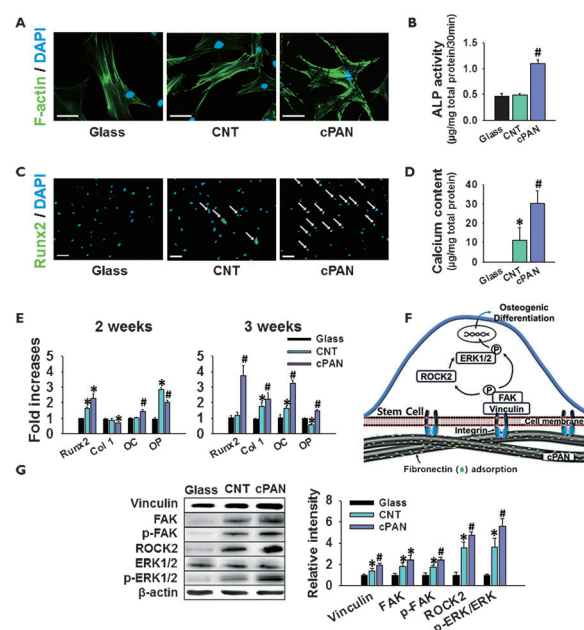 A
F-actin / DAPI
Glass
CNT
cPAN
B
ALP activity
(μg/mg total protein/30min)
1.5
1.0
0.5
0.0
#
Glass
CNT
cPAN
C
Runx2 / DAPI
Glass
CNT
cPAN
D
Calcium content
(μg/mg total protein)
40
30
20
10
0
*
#
Glass
CNT
cPAN
E
2 weeks
3 weeks
Fold Increases
5
4
3
2
1
0
* * * # * #
Runx2
Col 1
OC
OP
5
4
3
2
1
0
# * # * # * #
Runx2
Col 1
OC
OP
Glass
CNT
cPAN
F
Osteogenic
Differentiation
P
ERK1/2
ROCK2
P
FAK
Vinculin
Stem Cell
Cell membrane
Integrin
cPAN
Fibronectin ( ) adsorption
G
Glass CNT cPAN
Vinculin
FAK
p-FAK
ROCK2
ERK1/2
p-ERK1/2
β-actin
Relative intensity
8
6
4
2
0
* # * * * # * # * #
Vinculin
FAK
p-FAK
ROCK2
p-ERK/ERK
Glass
CNT
cPAN